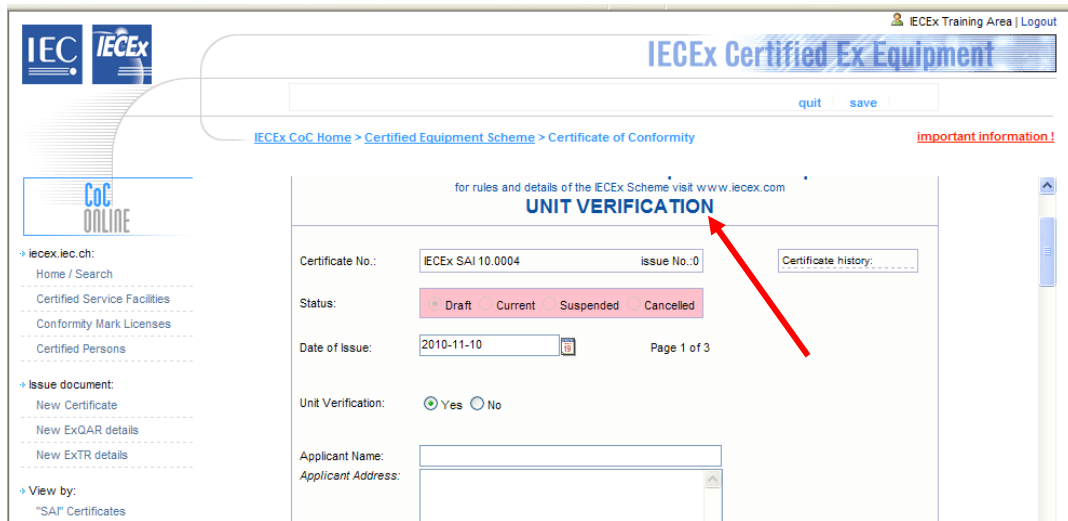 IECEx Training Area | Logout
IEC IECEx
IECEx Certified Ex Equipment
quit save
IECEx CoC Home > Certified Equipment Scheme > Certificate of Conformity
important information !
CoC
ONLINE
for rules and details of the IECEx Scheme visit www.iecex.com
UNIT VERIFICATION
iecex.iec.ch:
Home / Search
Certified Service Facilities
Conformity Mark Licenses
Certified Persons
Issue document:
New Certificate
New ExQAR details
New ExTR details
View by:
"SAI" Certificates
Certificate No.: IECEx SAI 10.0004 issue No.:0 Certificate history:
Status: Draft Current Suspended Cancelled
Date of Issue: 2010-11-10 19 Page 1 of 3
Unit Verification: Yes No
Applicant Name:
Applicant Address: